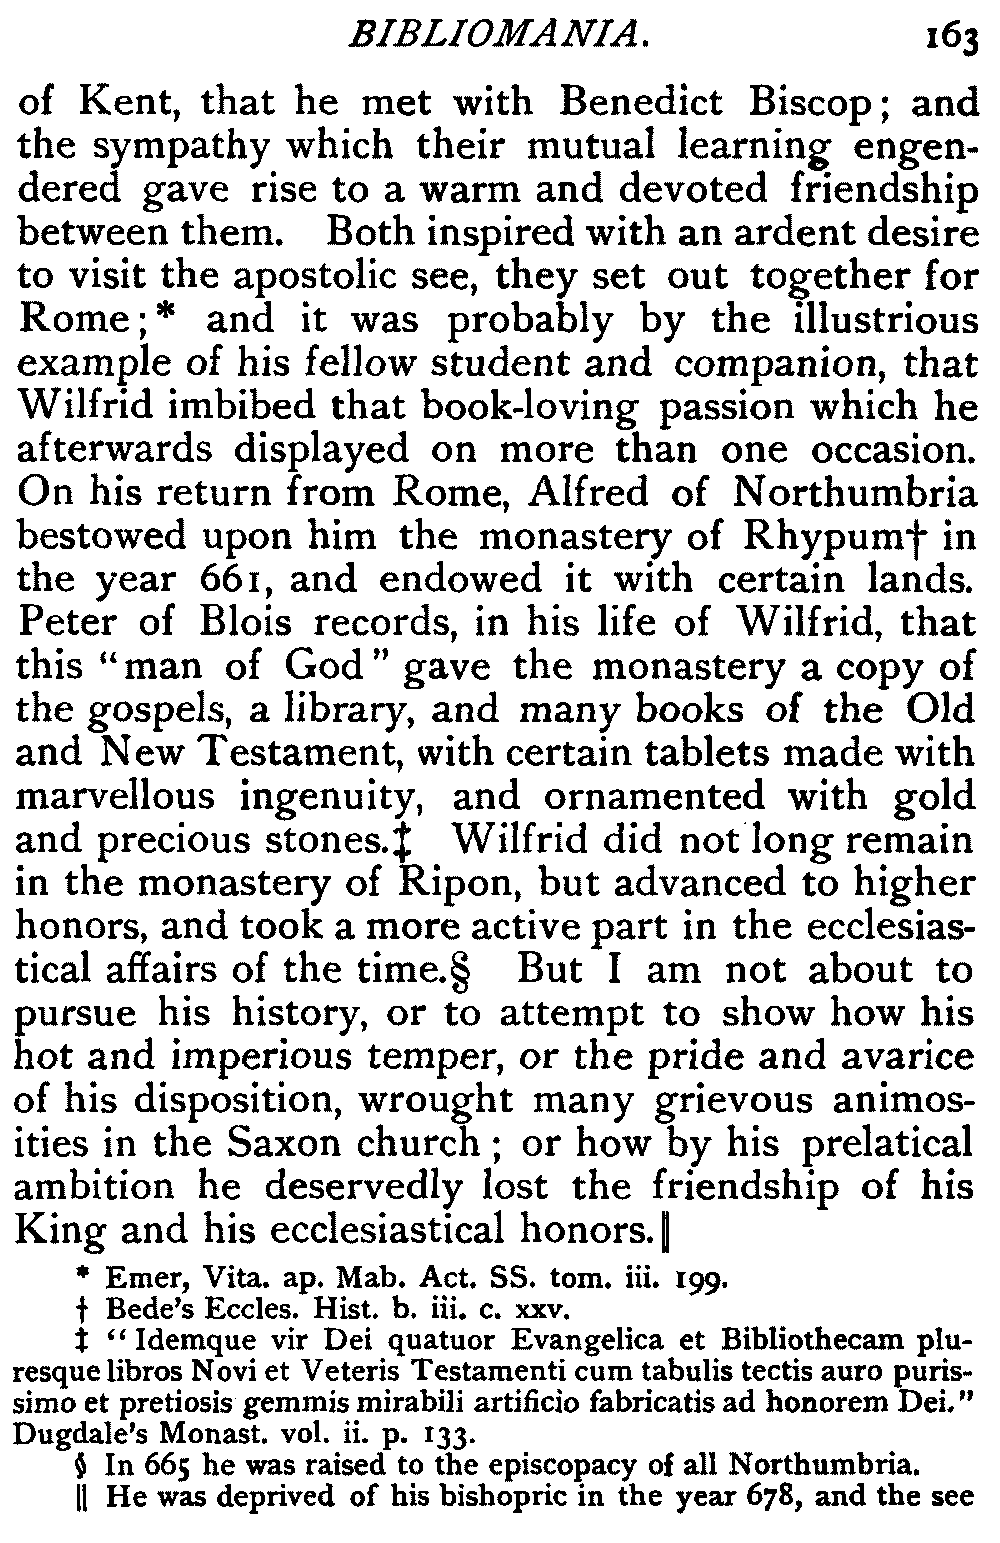 BIBLIOMANIA. 163
of Kent, that he met with Benedict Biscop; and
the sympathy which their mutual learning engen-
dered gave rise to a warm and devoted friendship
between them. Both inspired with an ardent desire
to visit the apostolic see, they set out together for
Rome;* and it was probably by the illustrious
example of his fellow student and companion, that
Wilfrid imbibed that book-loving passion which he
afterwards displayed on more than one occasion.
On his return from Rome, Alfred of Northumbria
bestowed upon him the monastery of Rhypum† in
the year 661, and endowed it with certain lands.
Peter of Blois records, in his life of Wilfrid, that
this “man of God” gave the monastery a copy of
the gospels, a library, and many books of the Old
and New Testament, with certain tablets made with
marvellous ingenuity, and ornamented with gold
and precious stones.‡ Wilfrid did not long remain
in the monastery of Ripon, but advanced to higher
honors, and took a more active part in the ecclesias-
tical affairs of the time.§ But I am not about to
pursue his history, or to attempt to show how his
hot and imperious temper, or the pride and avarice
of his disposition, wrought many grievous animos-
ities in the Saxon church; or how by his prelatical
ambition he deservedly lost the friendship of his
King and his ecclesiastical honors.‖
* Emer, Vita. ap. Mab. Act. SS. tom. iii. 199.
† Bede's Eccles. Hist. b. iii. c. xxv.
‡ “Idemque vir Dei quatuor Evangelica et Bibliothecam plu-
resque libros Novi et Veteris Testamenti cum tabulis tectis auro puris-
simo et pretiosis gemmis mirabili artificio fabricatis ad honorem Dei.”
Dugdale's Monast. vol. ii. p. 133.
§ In 665 he was raised to the episcopacy of all Northumbria.
‖ He was deprived of his bishopric in the year 678, and the see